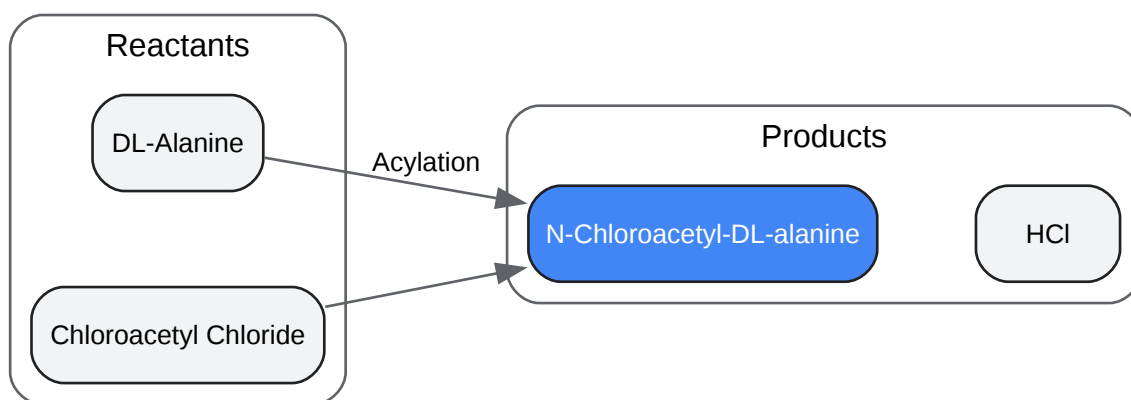 Reactants
DL-Alanine
Chloroacetyl Chloride
Acylation
Products
N-Chloroacetyl-DL-alanine
HCl